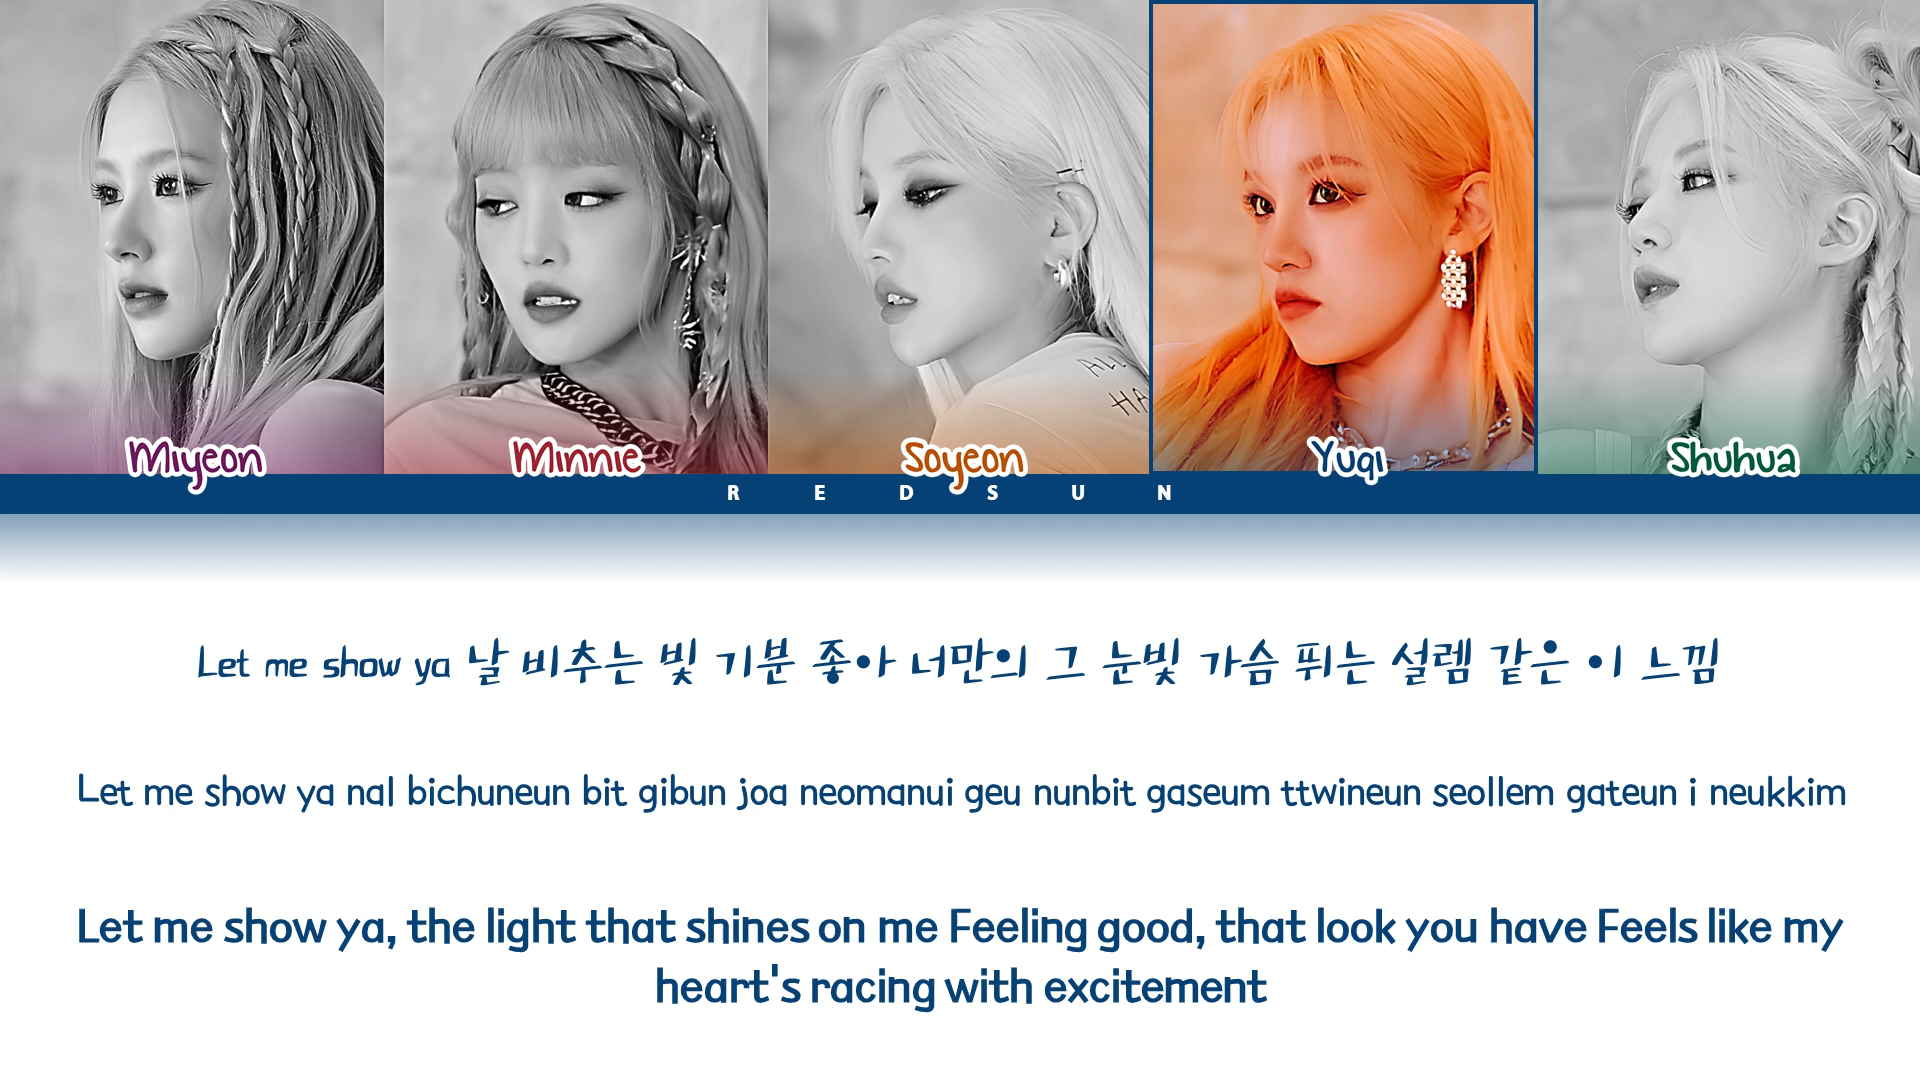 Miyeon
Minnie
Soyeon
Yuqi
Shuhua
REDSUN
Let me show ya 날 비추는 빛 기분 좋아 너만의 그 눈빛 가슴 뛰는 설렘 같은 이 느낌
Let me show ya nal bichuneun bit gibun joa neomanui geu nunbit gaseum ttwineun seollem gateun i neukkim
Let me show ya, the light that shines on me Feeling good, that look you have Feels like my
heart's racing with excitement